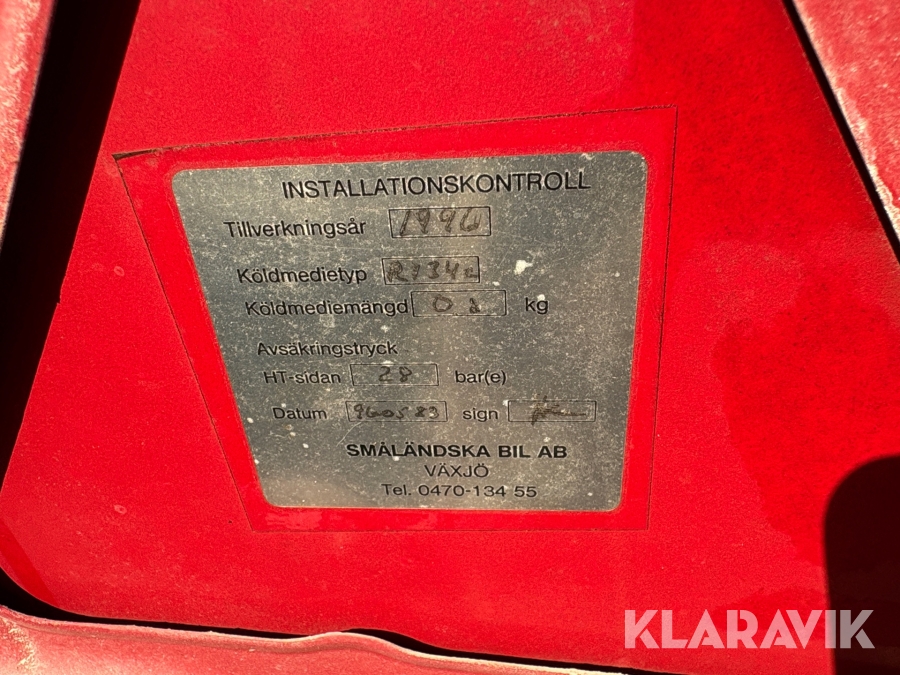 INSTALLATIONSKONTROLL
Tillverkningsår 1996
Köldmedietyp R134a
Köldmediemängd 0 kg
Avsäkringstryck
HT-sidan 28 bar(e)
Datum sign
SMÅLÄNDSKA BIL AB
VÄXJÖ
Tel. 0470-134 55
KLARAVIK